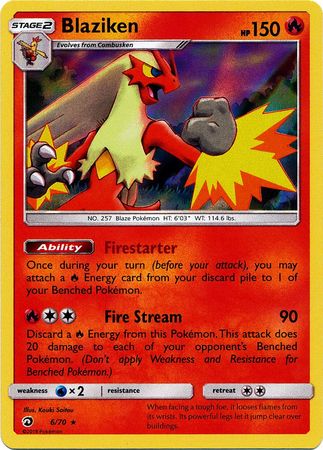 STAGE2 Blaziken HP 150
Evolves from Combusken
NO. 257 Blaze Pokémon HT: 6'03" WT: 114.6 lbs.
Ability Firestarter
Once during your turn (before your attack), you may
attach a Energy card from your discard pile to 1 of
your Benched Pokémon.
Fire Stream 90
Discard a Energy from this Pokémon. This attack does
20 damage to each of your opponent's Benched
Pokémon. (Don't apply Weakness and Resistance
for Benched Pokémon.)
weakness ×2 resistance retreat
Illus. Kouki Saitou
6/70 ★
©2018 Pokémon
When facing a tough foe, it looses flames from
its wrists. Its powerful legs let it jump clear over
buildings.